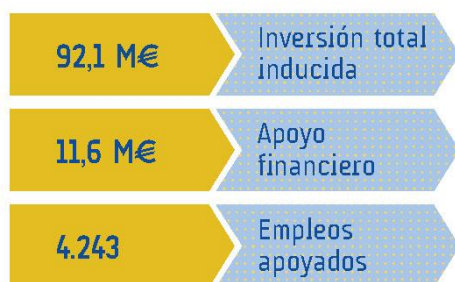 92,1 M€
Inversión total
inducida
11,6 M€
Apoyo
financiero
4.243
Empleos
apoyados